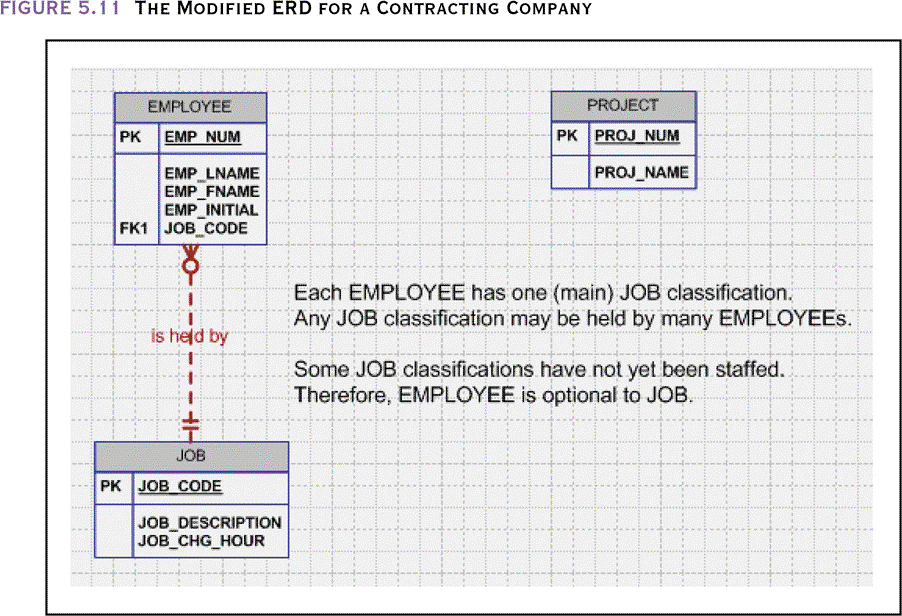 FIGURE 5.11 THE MODIFIED ERD FOR A CONTRACTING COMPANY
EMPLOYEE
PK EMP_NUM
EMP_LNAME
EMP_FNAME
EMP_INITIAL
FK1 JOB_CODE
PROJECT
PK PROJ_NUM
PROJ_NAME
Each EMPLOYEE has one (main) JOB classification.
Any JOB classification may be held by many EMPLOYEEs.
is held by
Some JOB classifications have not yet been staffed.
Therefore, EMPLOYEE is optional to JOB.
JOB
PK JOB_CODE
JOB_DESCRIPTION
JOB_CHG_HOUR